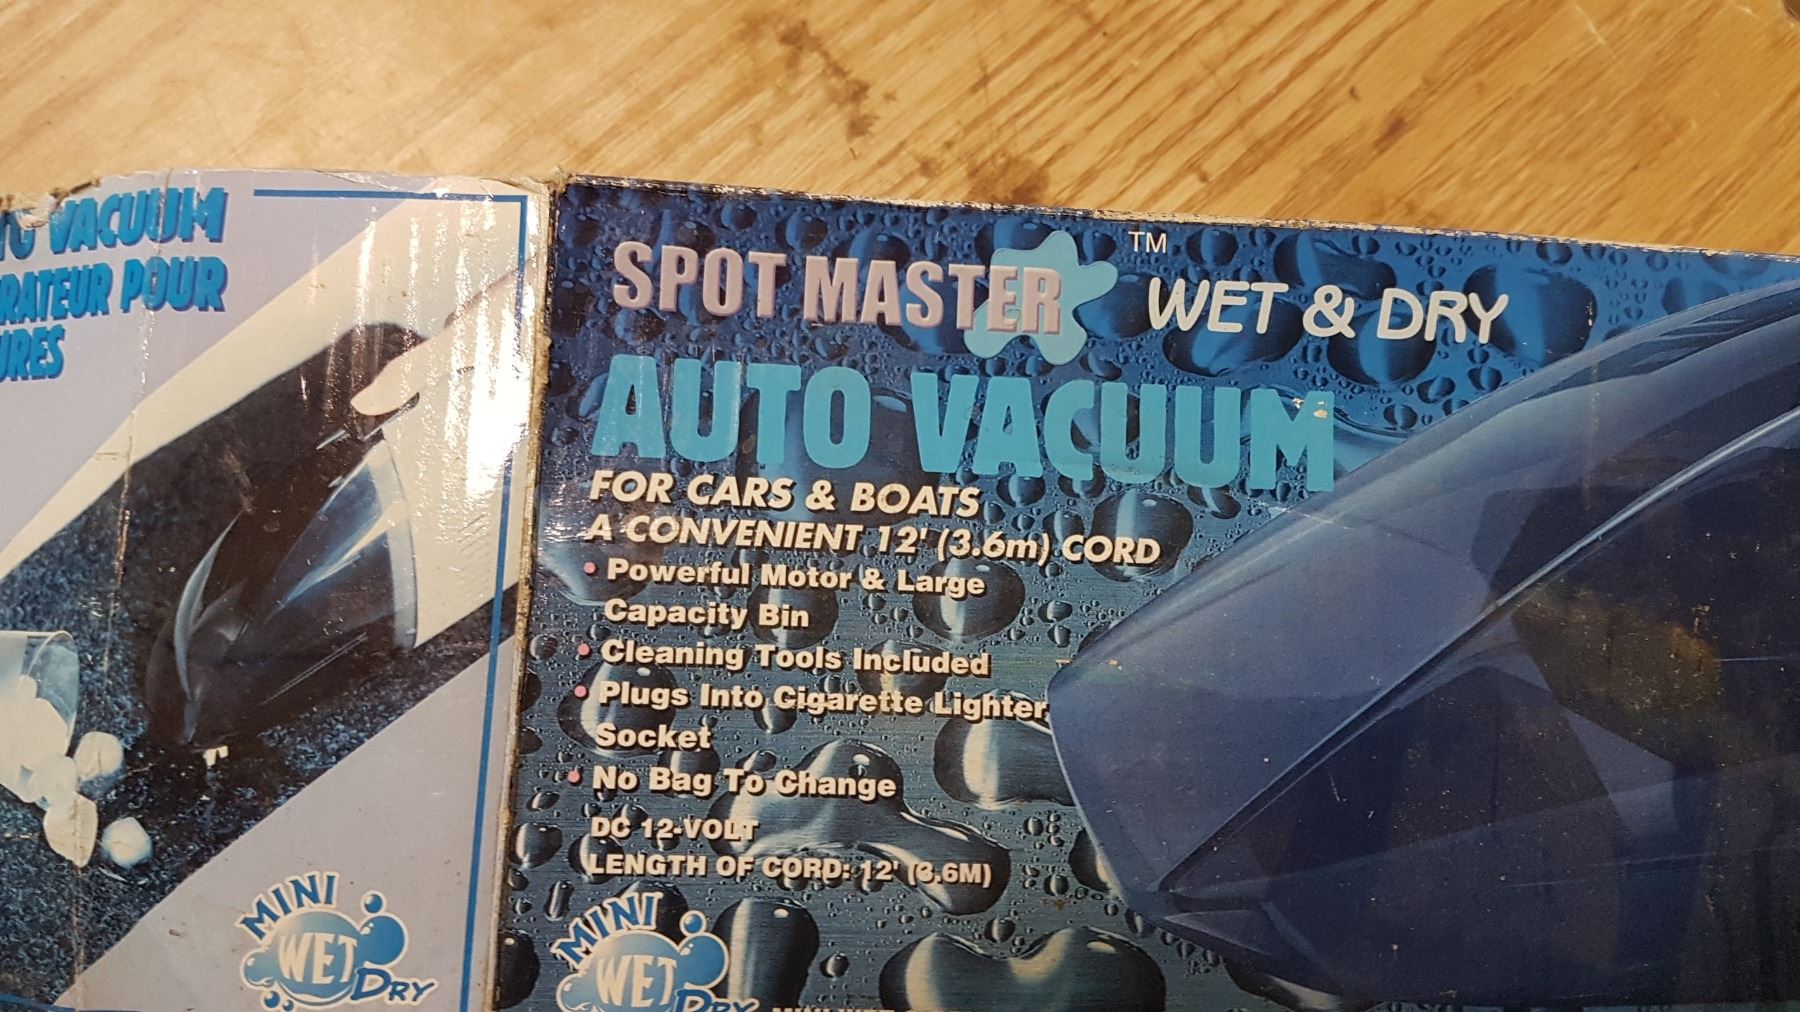 VACUUM
POUR
SPOT MASTER TM WET & DRY
AUTO VACUUM
FOR CARS & BOATS
A CONVENIENT 12' (3.6m) CORD
• Powerful Motor & Large
Capacity Bin
• Cleaning Tools Included
• Plugs Into Cigarette Lighter
Socket
• No Bag To Change
DC 12-VOLT
LENGTH OF CORD: 12' (3.6M)
MINI
WET
DRY
MINI
WET
DRY